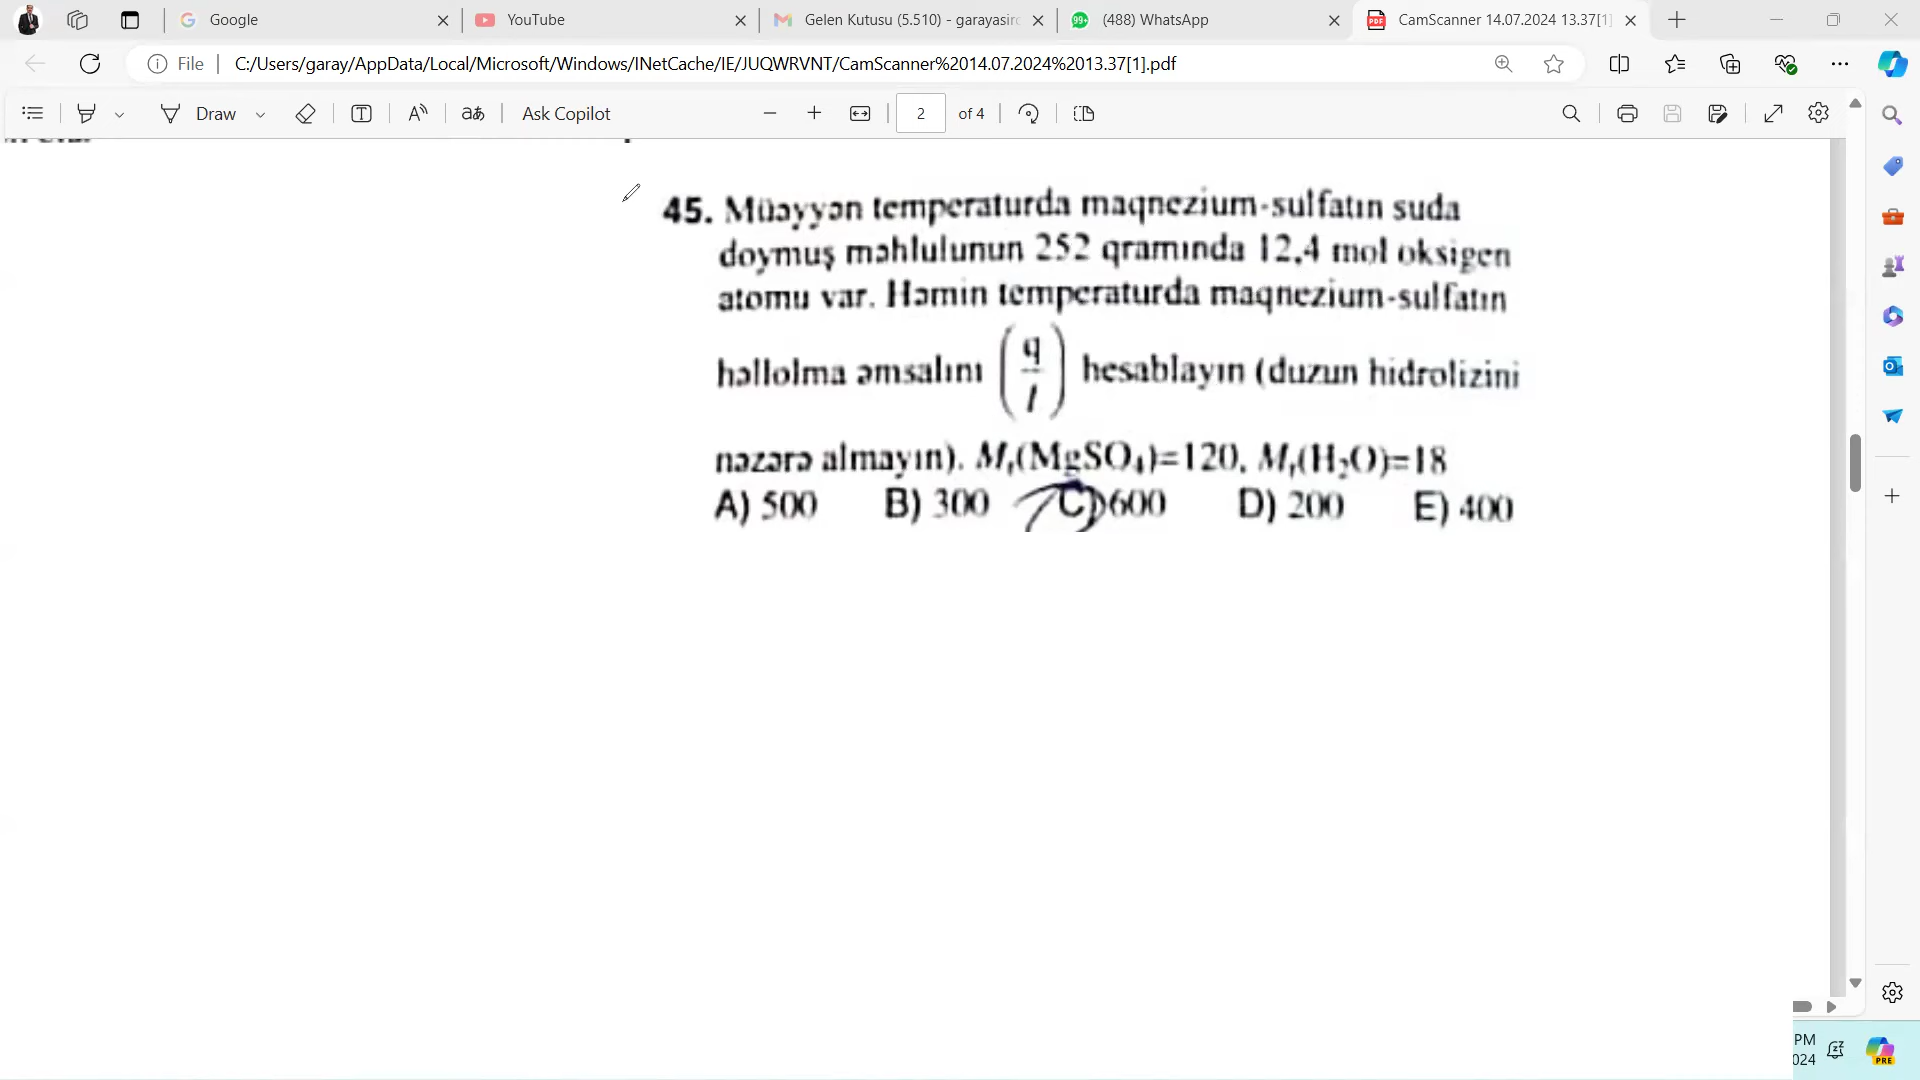 Google
YouTube
Gelen Kutusu (5.510) - garayasirc
(488) WhatsApp
CamScanner 14.07.2024 13.37[1]
File
C:/Users/garay/AppData/Local/Microsoft/Windows/INetCache/IE/JUQWRVNT/CamScanner%2014.07.2024%2013.37[1].pdf
Draw
Ask Copilot
2 of 4
45. Müəyyən temperaturda maqnezium-sulfatın suda
doymuş məhlulunun 252 qramında 12,4 mol oksigen
atomu var. Həmin temperaturda maqnezium-sulfatın
həllolma əmsalını (q/l) hesablayın (duzun hidrolizini
nəzərə almayın). Mr(MgSO₄)=120, Mr(H₂O)=18
A) 500 B) 300 C) 600 D) 200 E) 400
PM
024